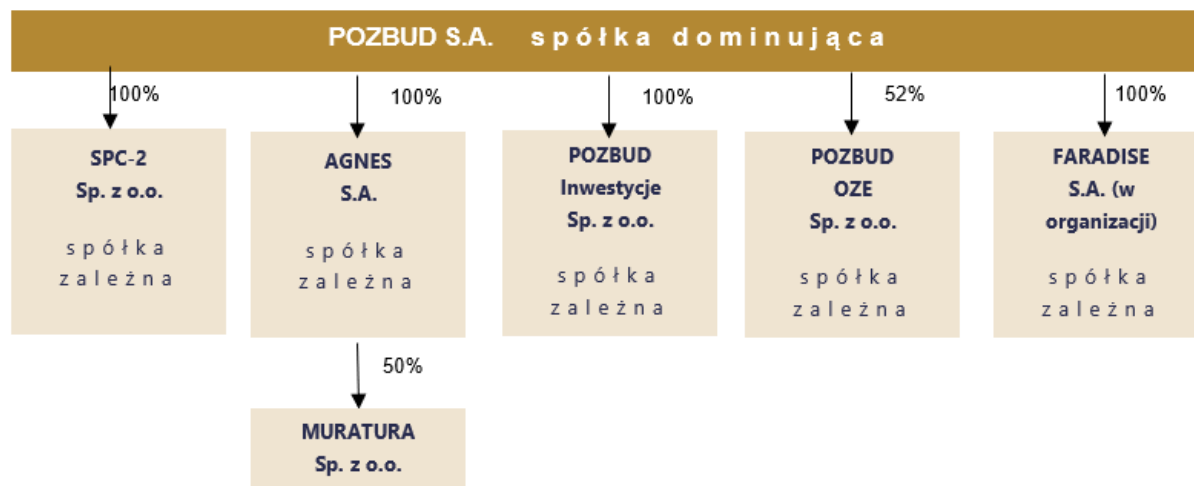 POZBUD S.A. spółka dominująca
100%
100%
100%
52%
100%
SPC-2
Sp. z o.o.
spółka
zależna
AGNES
S.A.
spółka
zależna
POZBUD
Inwestycje
Sp. z o.o.
spółka
zależna
POZBUD
OZE
Sp. z o.o.
spółka
zależna
FARADISE
S.A. (w
organizacji)
spółka
zależna
50%
MURATURA
Sp. z o.o.